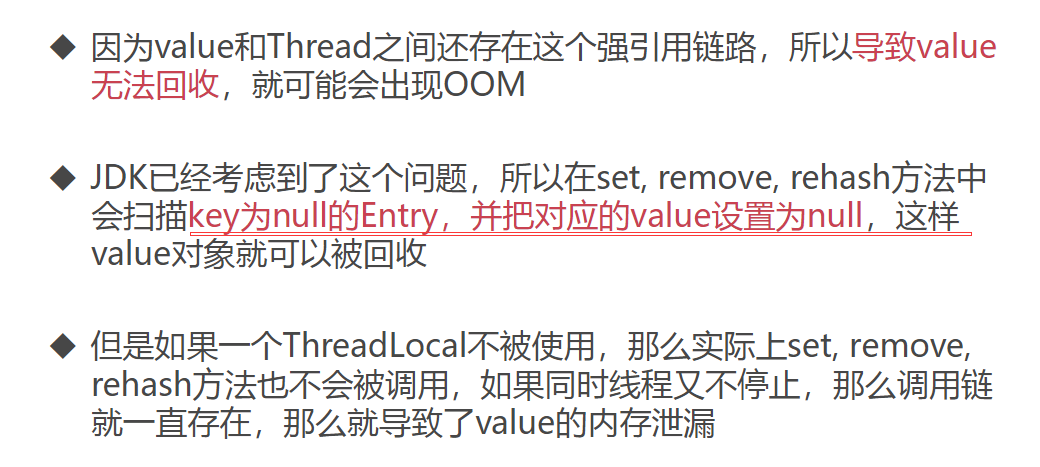 ◆ 因为value和Thread之间还存在这个强引用链路，所以导致value
无法回收，就可能会出现OOM
◆ JDK已经考虑到了这个问题，所以在set, remove, rehash方法中
会扫描key为null的Entry，并把对应的value设置为null，这样
value对象就可以被回收
◆ 但是如果一个ThreadLocal不被使用，那么实际上set, remove,
rehash方法也不会被调用，如果同时线程又不停止，那么调用链
就一直存在，那么就导致了value的内存泄漏